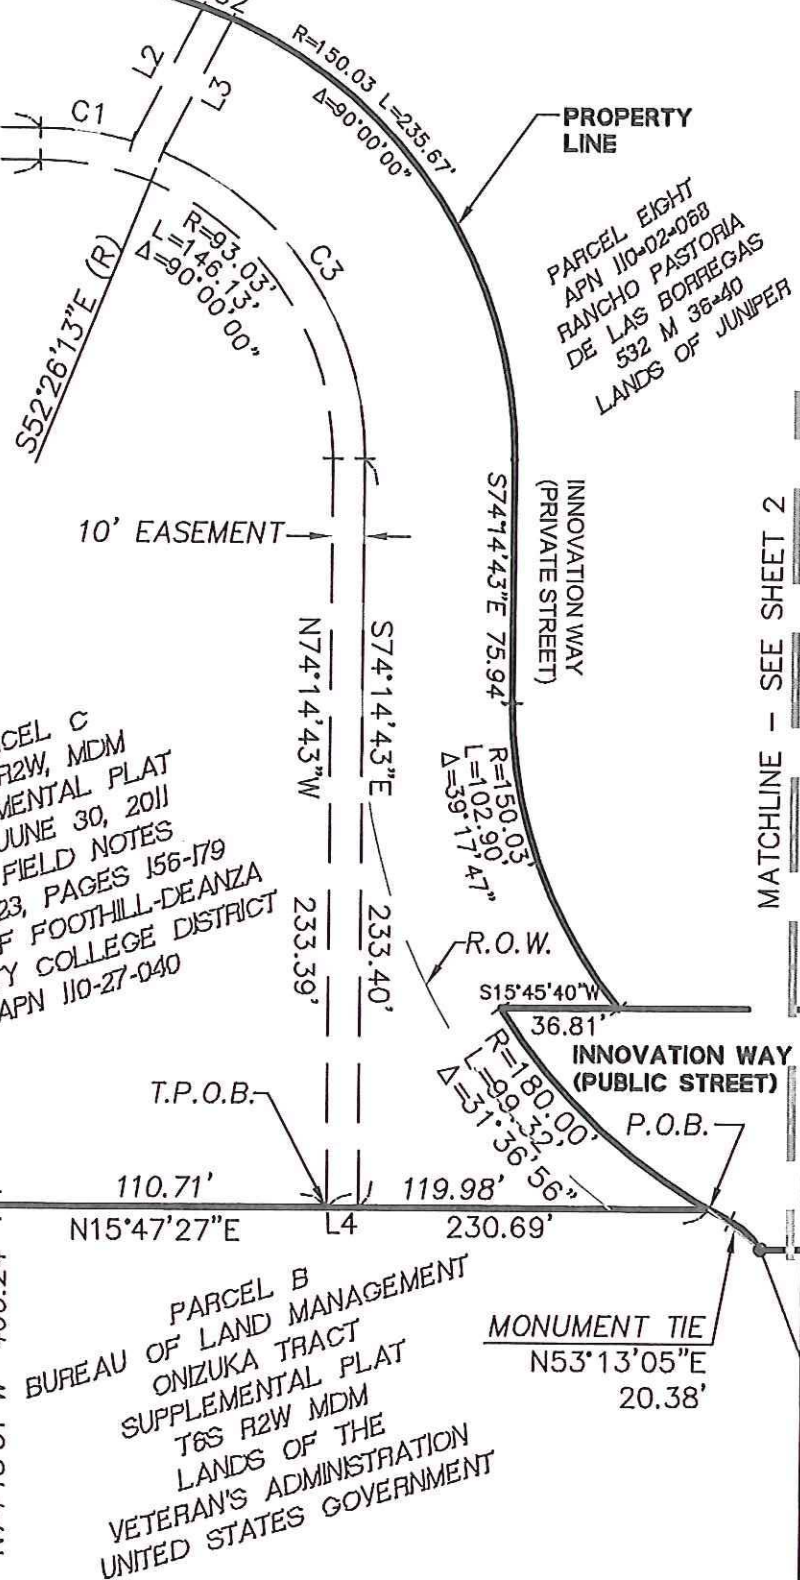 L2
L3
C1
R=150.03 L=235.67'
Δ=90°00'00"
PROPERTY
LINE
PARCEL EIGHT
APN 110-02-068
RANCHO PASTORIA
DE LAS BORREGAS
532 M 36-40
LANDS OF JUNIPER
R=93.03'
L=146.13'
Δ=90°00'00"
C3
S52°26'13"E (R)
10' EASEMENT
S74°14'43"E 75.94'
INNOVATION WAY
(PRIVATE STREET)
MATCHLINE - SEE SHEET 2
N74°14'43"W
233.39'
S74°14'43"E
233.40'
R=150.03'
L=102.90'
Δ=39°17'47"
CEL C
R2W, MDM
MENTAL PLAT
JUNE 30, 2011
FIELD NOTES
23, PAGES 156-179
F FOOTHILL-DEANZA
Y COLLEGE DISTRICT
APN 110-27-040
R.O.W.
S15°45'40"W
36.81'
INNOVATION WAY
(PUBLIC STREET)
R=180.00'
L=99.32'
Δ=31°36'56"
P.O.B.
T.P.O.B.
110.71'
119.98'
N15°47'27"E
L4
230.69'
PARCEL B
BUREAU OF LAND MANAGEMENT
ONIZUKA TRACT
SUPPLEMENTAL PLAT
T6S R2W MDM
LANDS OF THE
VETERAN'S ADMINISTRATION
UNITED STATES GOVERNMENT
MONUMENT TIE
N53°13'05"E
20.38'